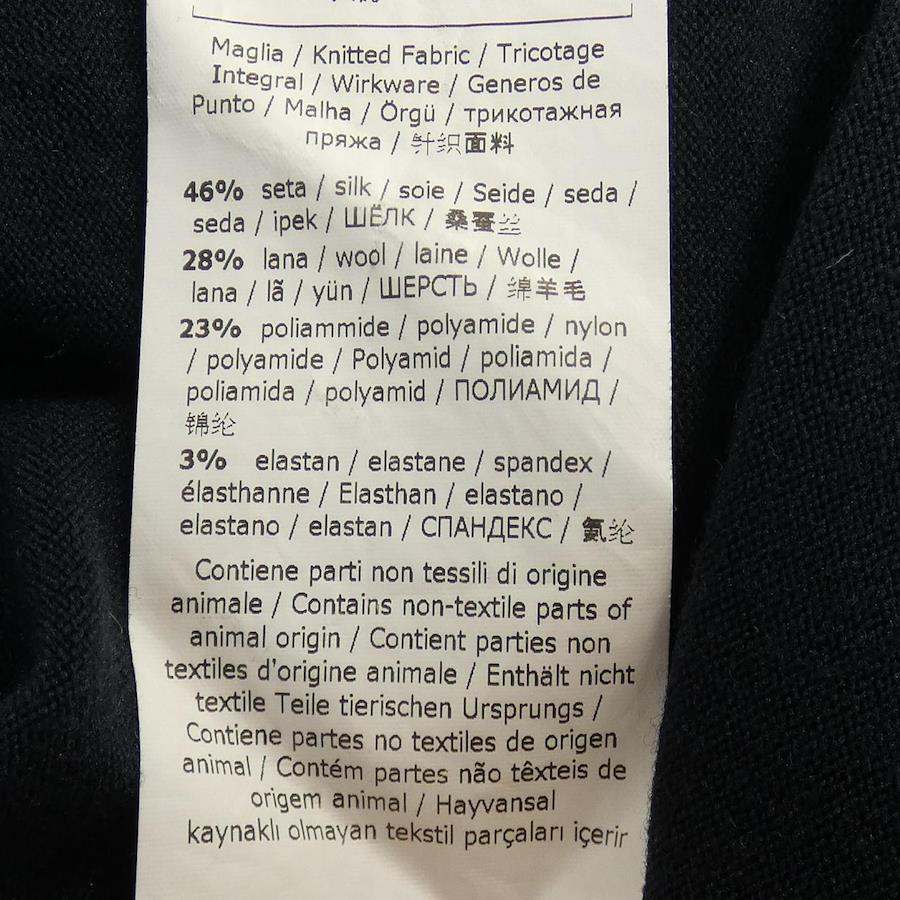 Maglia / Knitted Fabric / Tricotage
Integral / Wirkware / Generos de
Punto / Malha / Örgü / трикотажная
пряжа / 针织面料
46% seta / silk / soie / Seide / seda /
seda / ipek / ШЁЛК / 桑蚕丝
28% lana / wool / laine / Wolle /
lana / lã / yün / ШЕРСТЬ / 绵羊毛
23% poliammide / polyamide / nylon
/ polyamide / Polyamid / poliamida /
poliamida / polyamid / ПОЛИАМИД /
锦纶
3% elastan / elastane / spandex /
élasthanne / Elasthan / elastano /
elastano / elastan / СПАНДЕКС / 氨纶
Contiene parti non tessili di origine
animale / Contains non-textile parts of
animal origin / Contient parties non
textiles d'origine animale / Enthält nicht
textile Teile tierischen Ursprungs /
Contiene partes no textiles de origen
animal / Contém partes não têxteis de
origem animal / Hayvansal
kaynaklı olmayan tekstil parçaları içerir